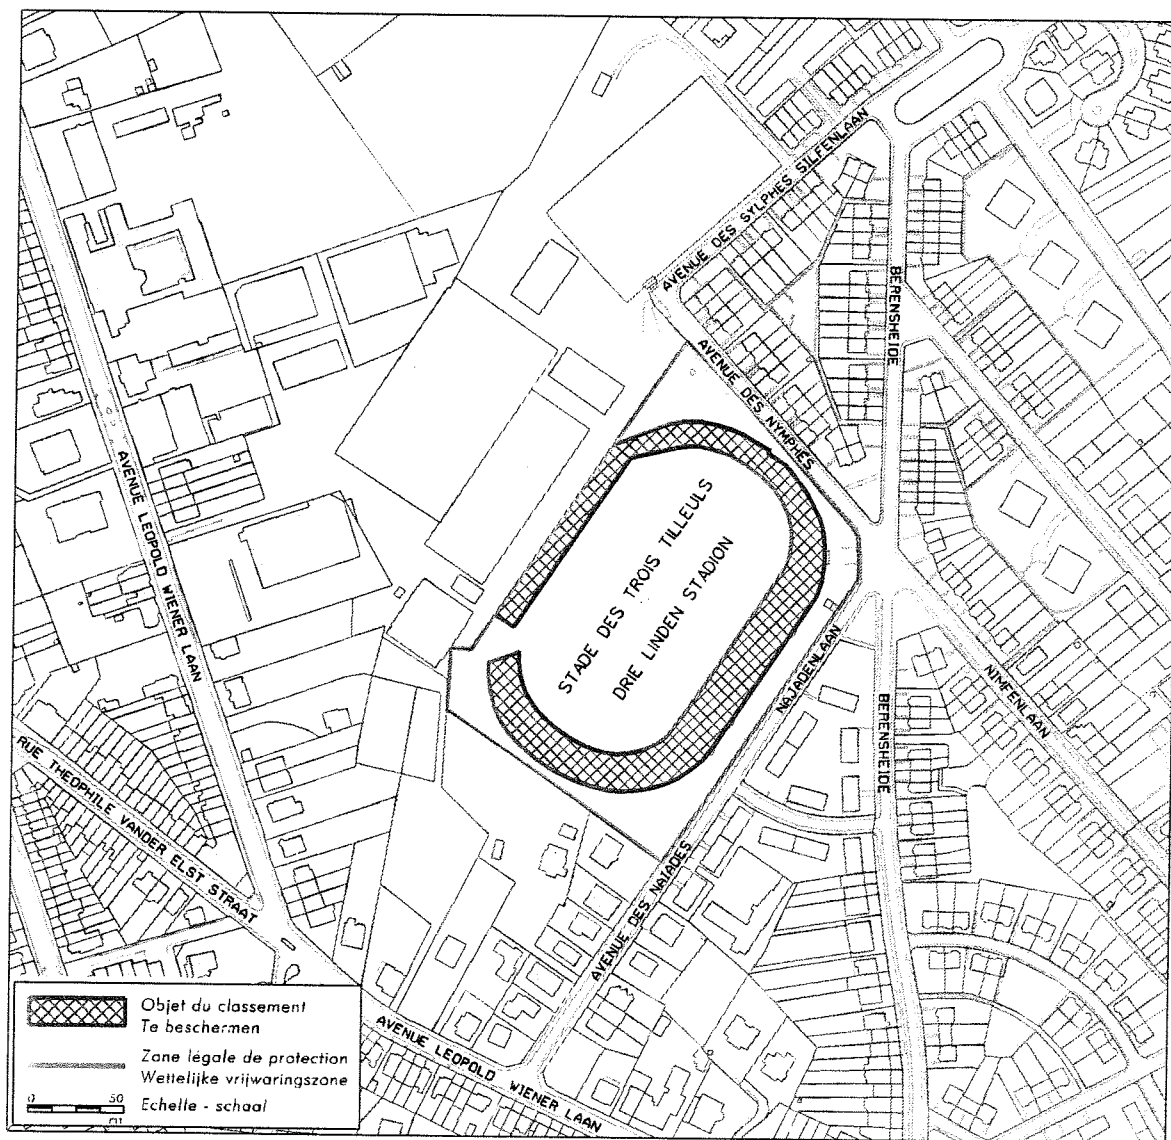 AVENUE DES SYLPHES SILFENLAAN
BERENSHEIDE
AVENUE DES NYMPHES
STADE DES TROIS TILLEULS
DRIE LINDEN STADION
AVENUE LEOPOLD WIENER LAAN
NAJADENLAAN
NIMFENLAAN
BERENSHEIDE
RUE THEOPHILE VANDER ELST STRAAT
AVENUE DES NAIADES
AVENUE LEOPOLD WIENER LAAN
Objet du classement
Te beschermen
Zone légale de protection
Wettelijke vrijwaringszone
0 50
Echelle - schaal
m